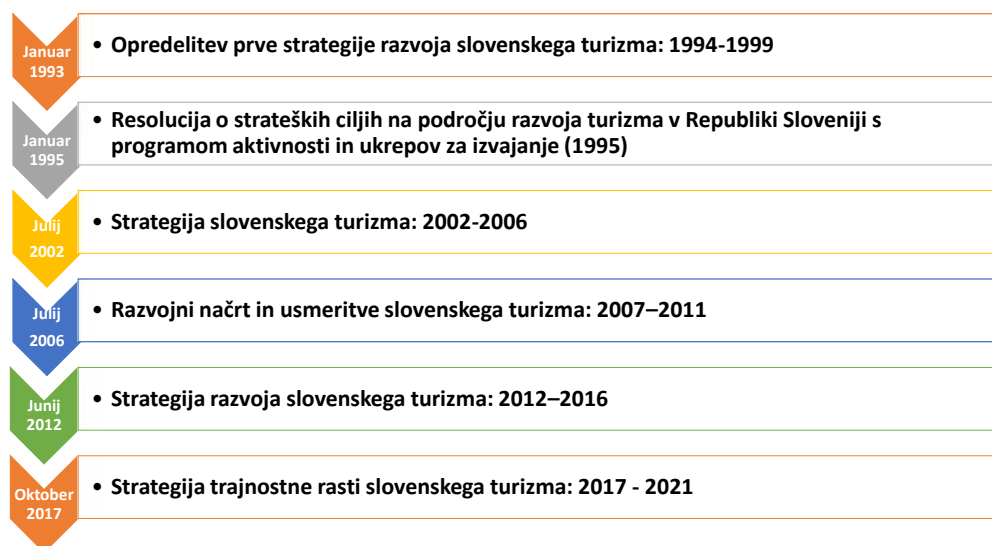 Januar
1993
• Opredelitev prve strategije razvoja slovenskega turizma: 1994-1999
Januar
1995
• Resolucija o strateških ciljih na področju razvoja turizma v Republiki Sloveniji s
programom aktivnosti in ukrepov za izvajanje (1995)
Julij
2002
• Strategija slovenskega turizma: 2002-2006
Julij
2006
• Razvojni načrt in usmeritve slovenskega turizma: 2007–2011
Junij
2012
• Strategija razvoja slovenskega turizma: 2012–2016
Oktober
2017
• Strategija trajnostne rasti slovenskega turizma: 2017 - 2021